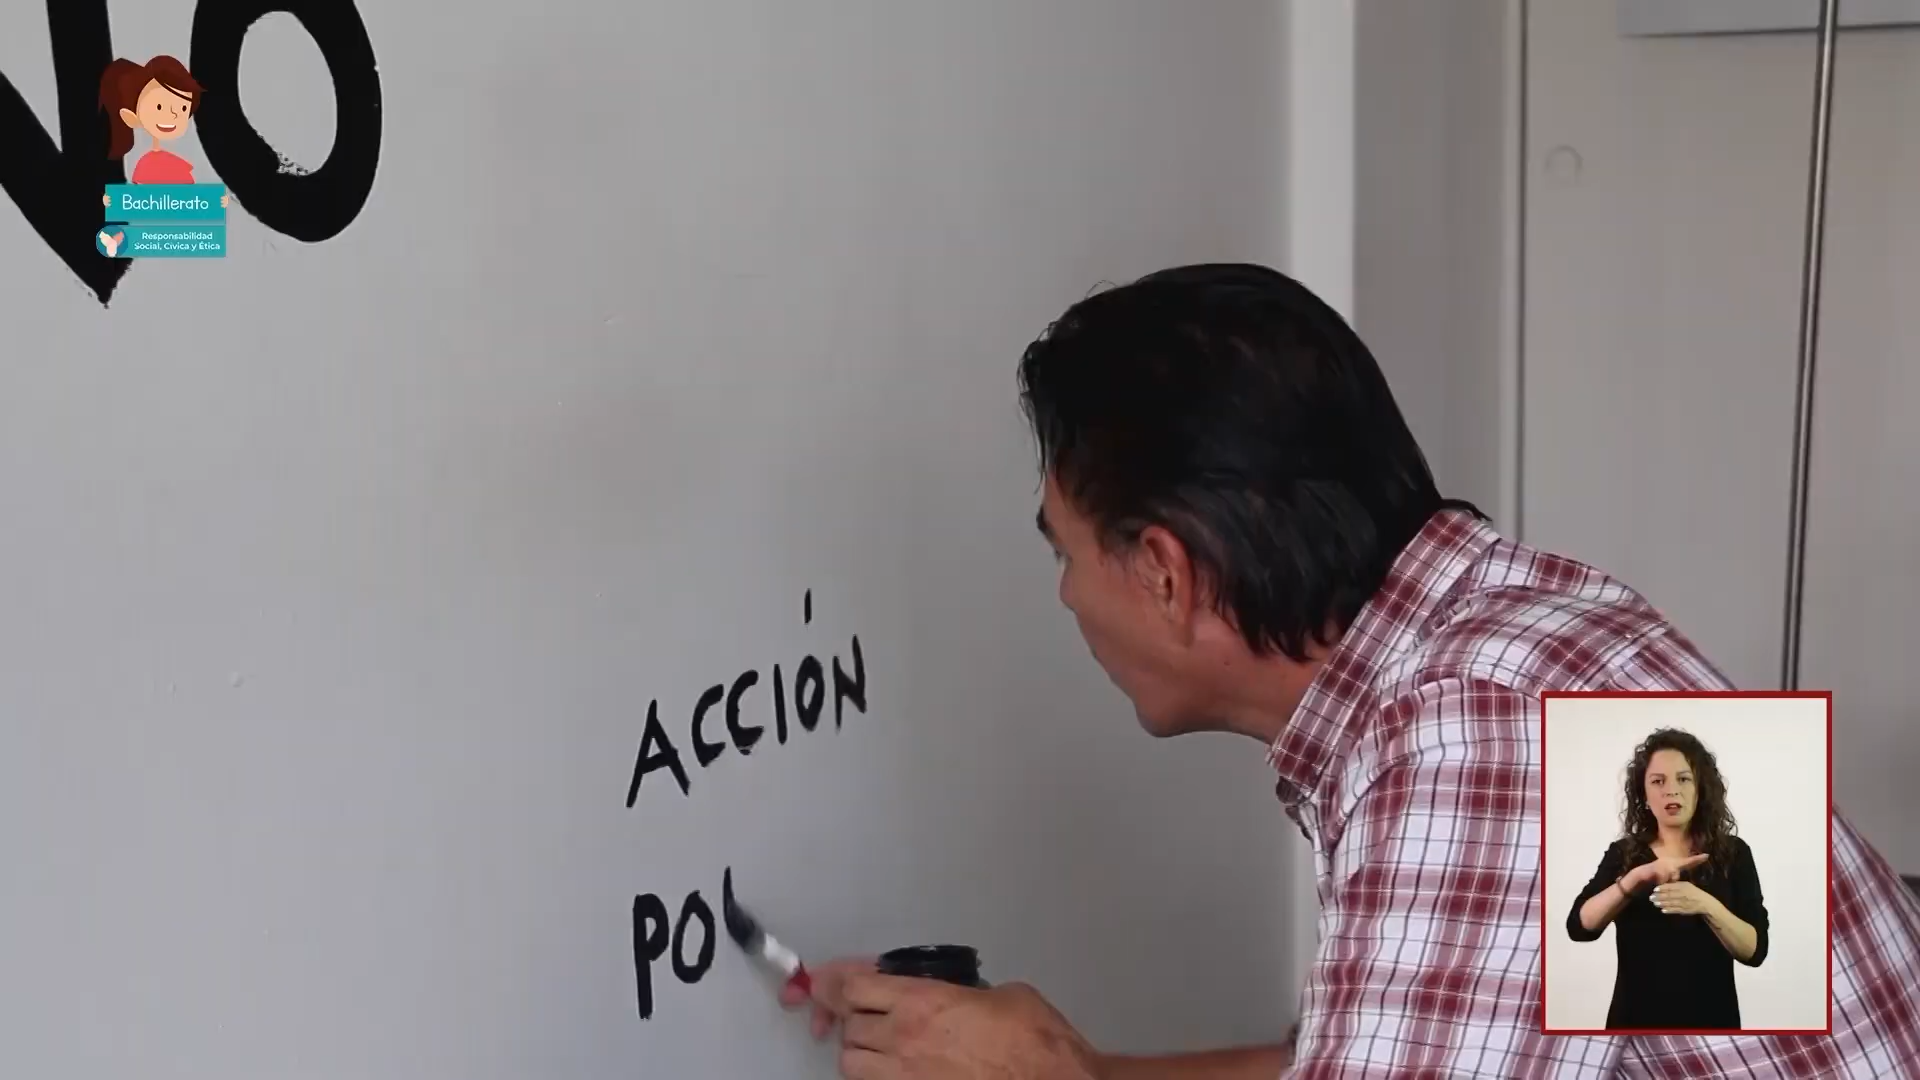 NO
Bachillerato
Responsabilidad
Social, Cívica y Ética
ACCIÓN
PO